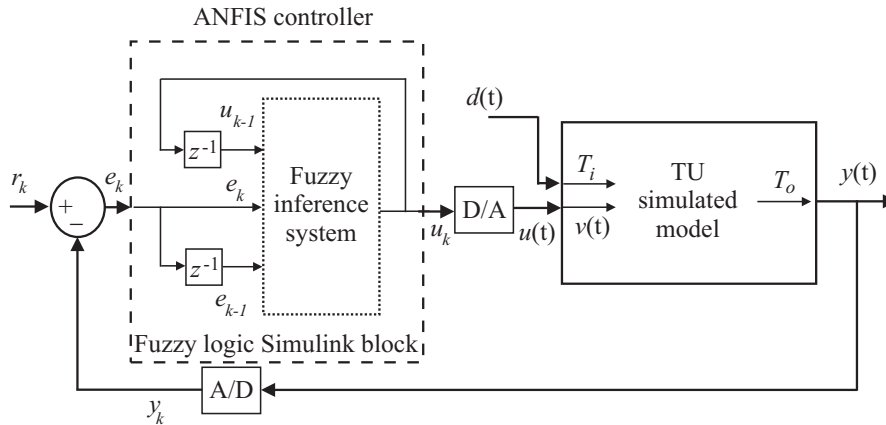 ANFIS controller
r_k
+
−
e_k
u_{k-1}
z^{-1}
e_k
z^{-1}
e_{k-1}
Fuzzy
inference
system
Fuzzy logic Simulink block
u_k
D/A
u(t)
d(t)
T_i
v(t)
TU
simulated
model
T_o
y(t)
A/D
y_k